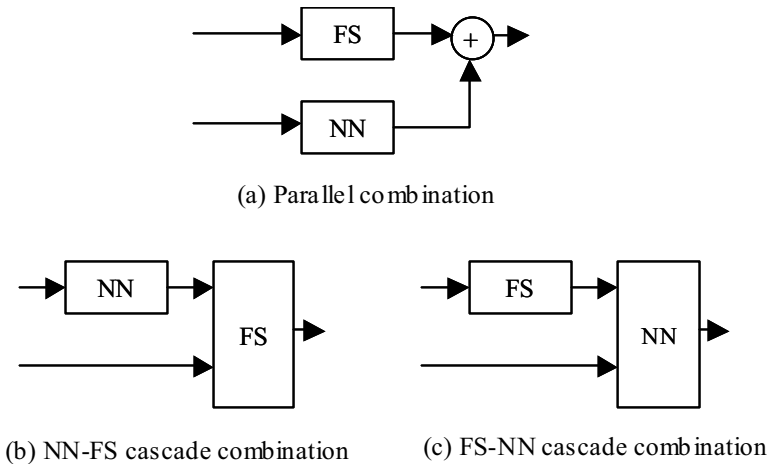 FS
+
NN
(a) Parallel combination
NN
FS
(b) NN-FS cascade combination
FS
NN
(c) FS-NN cascade combination